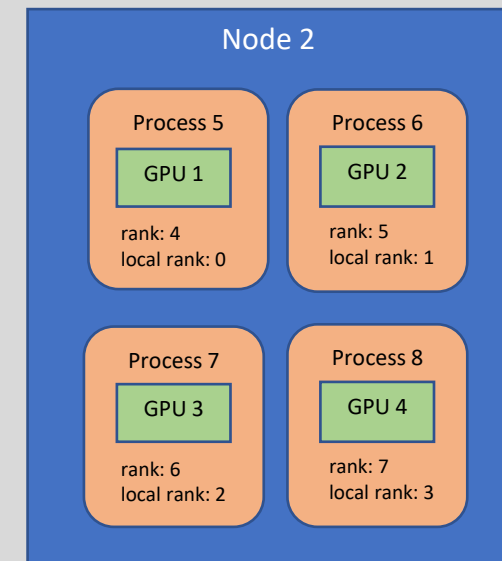 Node 2
Process 5
GPU 1
rank: 4
local rank: 0
Process 6
GPU 2
rank: 5
local rank: 1
Process 7
GPU 3
rank: 6
local rank: 2
Process 8
GPU 4
rank: 7
local rank: 3